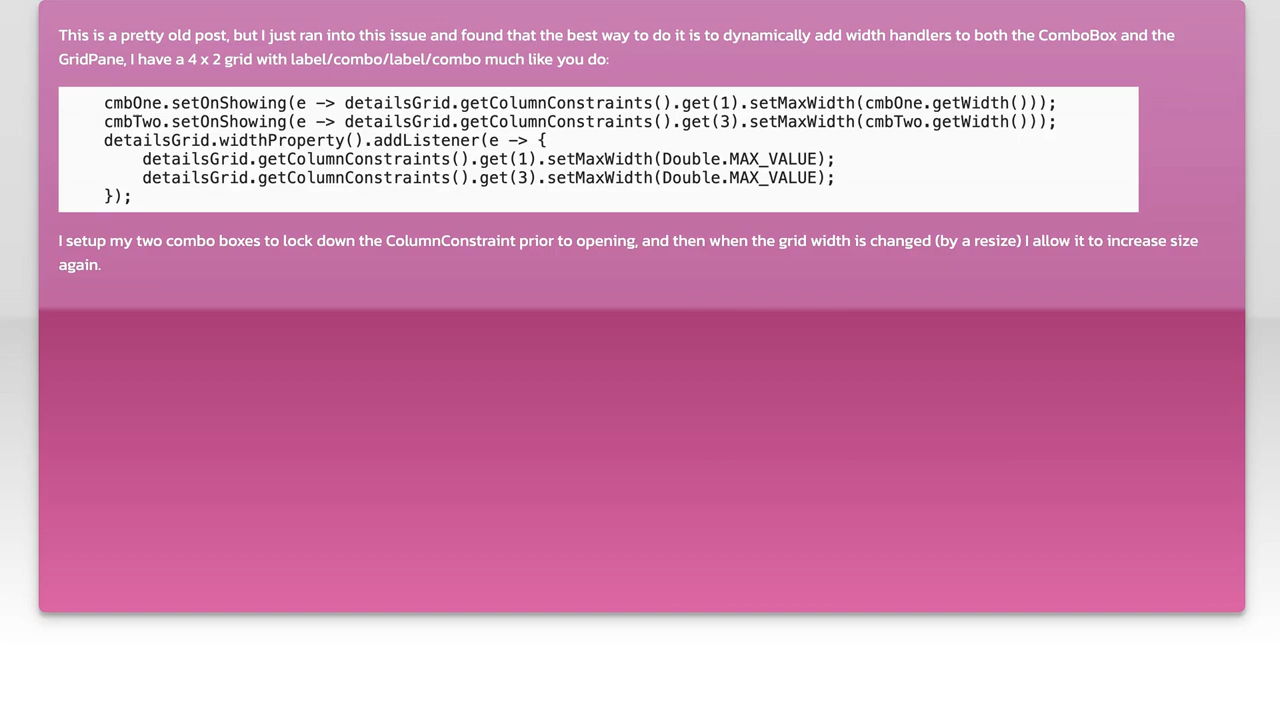 This is a pretty old post, but I just ran into this issue and found that the best way to do it is to dynamically add width handlers to both the ComboBox and the
GridPane, I have a 4 x 2 grid with label/combo/label/combo much like you do:
cmbOne.setOnShowing(e -> detailsGrid.getColumnConstraints().get(1).setMaxWidth(cmbOne.getWidth()));
cmbTwo.setOnShowing(e -> detailsGrid.getColumnConstraints().get(3).setMaxWidth(cmbTwo.getWidth()));
detailsGrid.widthProperty().addListener(e -> {
    detailsGrid.getColumnConstraints().get(1).setMaxWidth(Double.MAX_VALUE);
    detailsGrid.getColumnConstraints().get(3).setMaxWidth(Double.MAX_VALUE);
});
I setup my two combo boxes to lock down the ColumnConstraint prior to opening, and then when the grid width is changed (by a resize) I allow it to increase size
again.